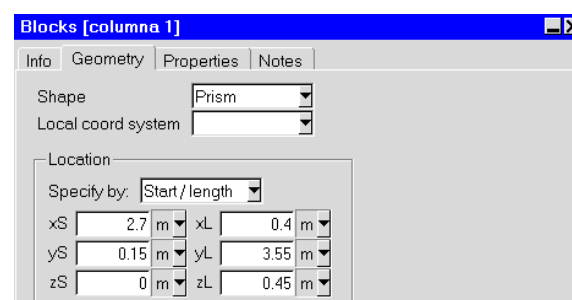 Blocks [columna 1]
Info Geometry Properties Notes
Shape Prism
Local coord system
Location
Specify by: Start / length
xS 2.7 m xL 0.4 m
yS 0.15 m yL 3.55 m
zS 0 m zL 0.45 m